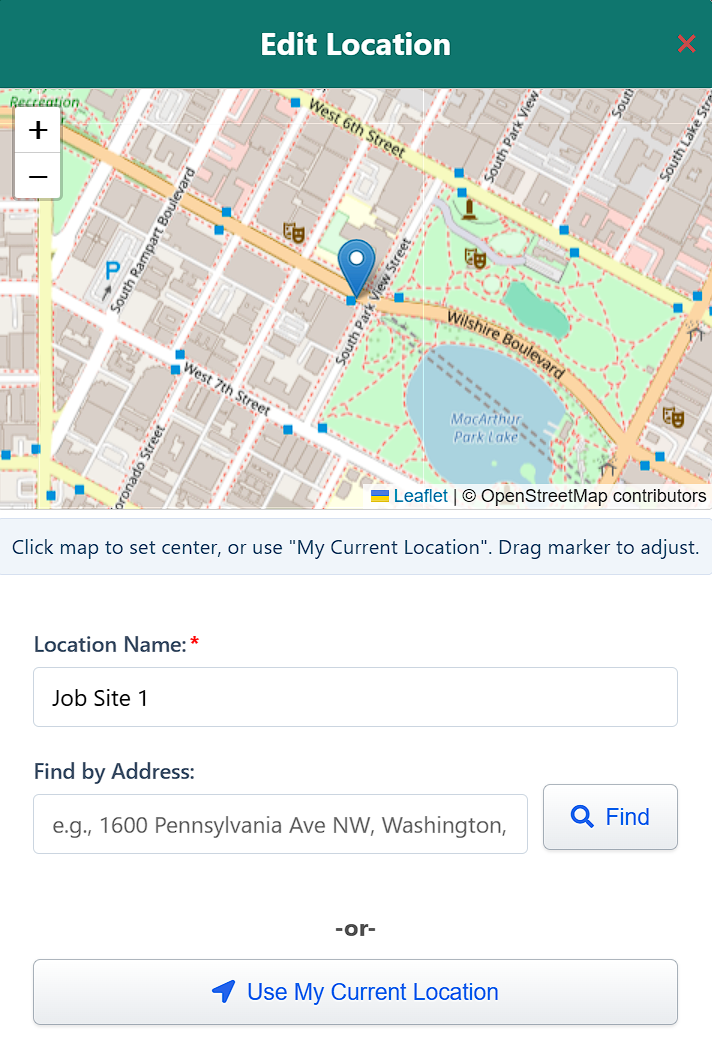 Edit Location
×
Recreation
+
−
West 6th Street
South Park View
South Lake Stre
South Rampart Boulevard
P
South Park View Street
Wilshire Boulevard
West 7th Street
MacArthur
Park Lake
oronado Street
Leaflet | © OpenStreetMap contributors
Click map to set center, or use "My Current Location". Drag marker to adjust.
Location Name:*
Job Site 1
Find by Address:
e.g., 1600 Pennsylvania Ave NW, Washington,
Find
-or-
Use My Current Location